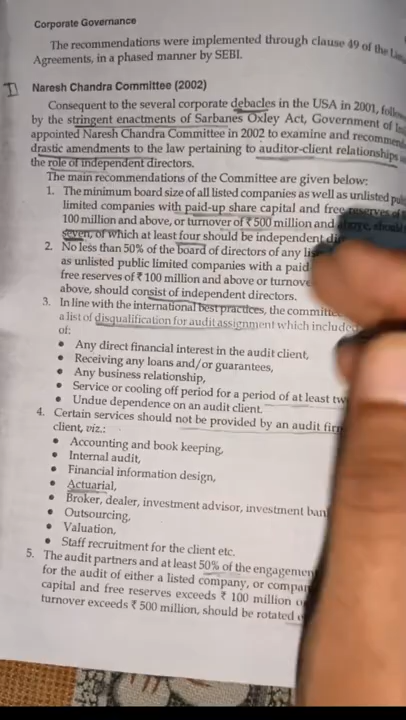 Corporate Governance
The recommendations were implemented through clause 49 of the
Agreements, in a phased manner by SEBI.
I
Naresh Chandra Committee (2002)
Consequent to the several corporate debacles in the USA in 2001,
by the stringent enactments of Sarbanes Oxley Act, Government of
appointed Naresh Chandra Committee in 2002 to examine and recommend
drastic amendments to the law pertaining to auditor-client relationships
the role of independent directors.
The main recommendations of the Committee are given below:
1. The minimum board size of all listed companies as well as unlisted
limited companies with paid-up share capital and free reserves of
100 million and above, or turnover of ₹ 500 million and
seven, of which at least four should be independent
2. No less than 50% of the board of directors of any
as unlisted public limited companies with a paid
free reserves of ₹ 100 million and above or
above, should consist of independent directors.
3. In line with the international best practices, the
a list of disqualification for audit assignment which included
of:
• Any direct financial interest in the audit client,
• Receiving any loans and/or guarantees,
• Any business relationship,
• Service or cooling off period for a period of at least
• Undue dependence on an audit client.
4. Certain services should not be provided by an audit
client, viz.:
• Accounting and book keeping,
• Internal audit,
• Financial information design,
• Actuarial,
• Broker, dealer, investment advisor, investment
• Outsourcing,
• Valuation,
• Staff recruitment for the client etc.
5. The audit partners and at least 50% of the
for the audit of either a listed company, or
capital and free reserves exceeds ₹ 100 million
turnover exceeds ₹ 500 million, should be rotated